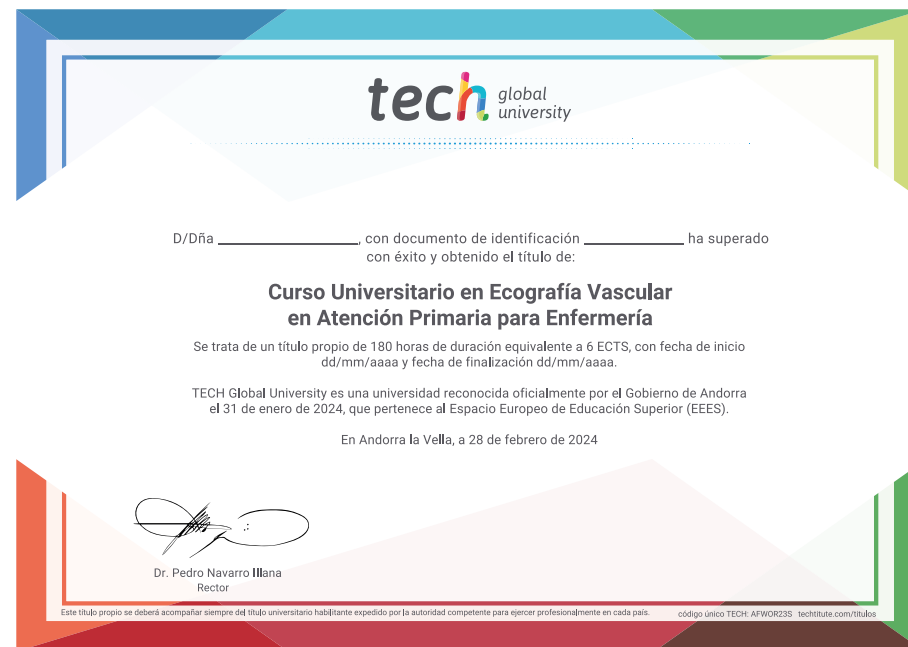 tech global university
D/Dña ____________________, con documento de identificación ______________ ha superado
con éxito y obtenido el título de:
Curso Universitario en Ecografía Vascular
en Atención Primaria para Enfermería
Se trata de un título propio de 180 horas de duración equivalente a 6 ECTS, con fecha de inicio
dd/mm/aaaa y fecha de finalización dd/mm/aaaa.
TECH Global University es una universidad reconocida oficialmente por el Gobierno de Andorra
el 31 de enero de 2024, que pertenece al Espacio Europeo de Educación Superior (EEES).
En Andorra la Vella, a 28 de febrero de 2024
Dr. Pedro Navarro Illana
Rector
Este título propio se deberá acompañar siempre del título universitario habilitante expedido por la autoridad competente para ejercer profesionalmente en cada país.
código único TECH: AFWOR23S techtitute.com/titulos